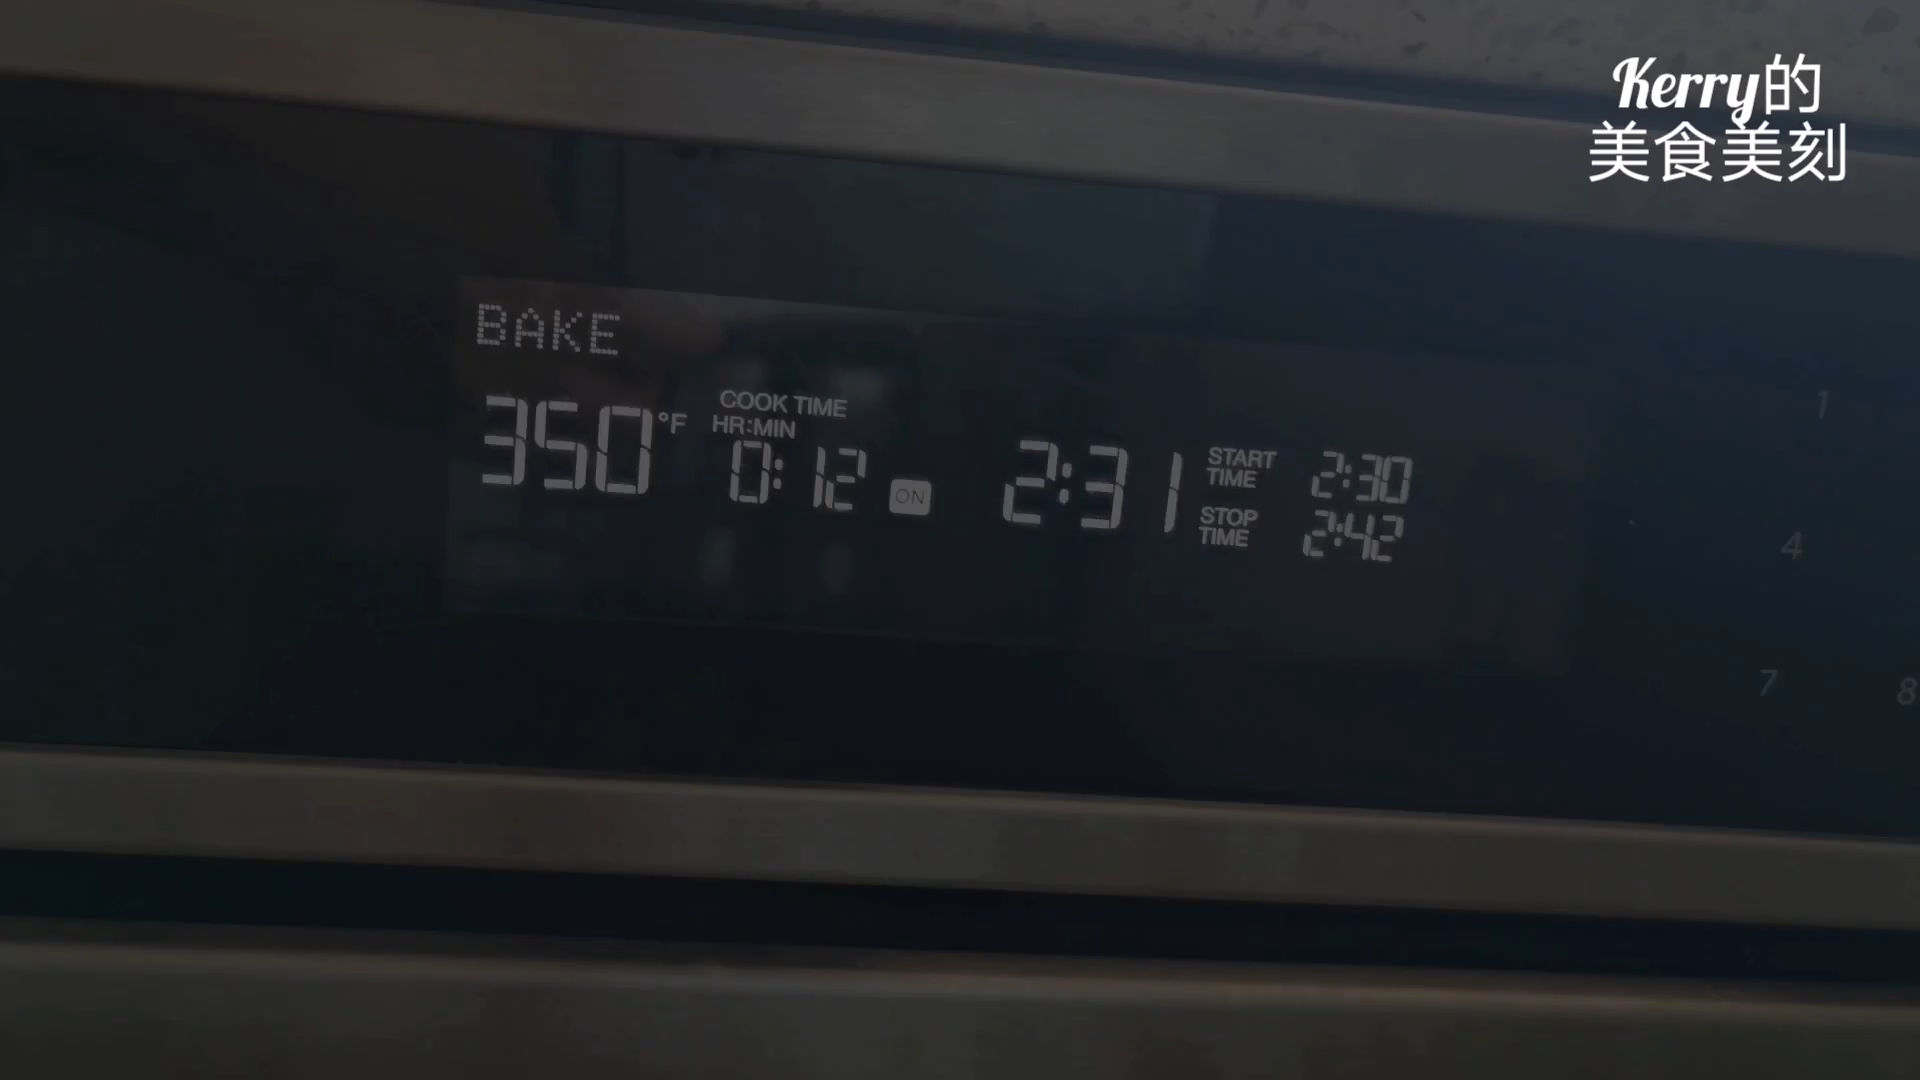 Kerry的
美食美刻
BAKE
350°F
COOK TIME
HR:MIN
0:12 ON
2:31
START TIME 2:30
STOP TIME 2:42
1
4
7 8